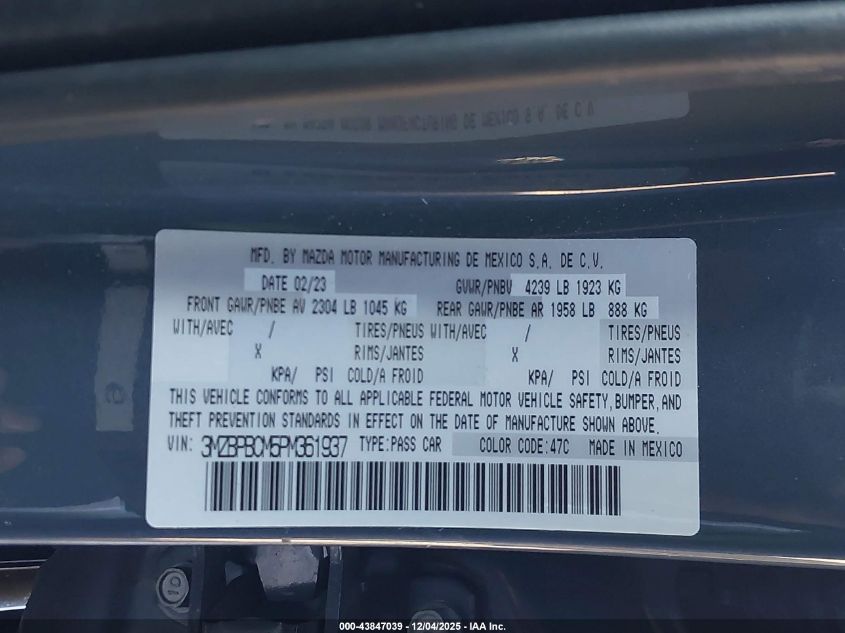 MFD. BY MAZDA MOTOR MANUFACTURING DE MEXICO S.A. DE C.V.
DATE 02/23 GVWR/PNBV 4239 LB 1923 KG
FRONT GAWR/PNBE AV 2304 LB 1045 KG REAR GAWR/PNBE AR 1958 LB 888 KG
WITH/AVEC / TIRES/PNEUS WITH/AVEC / TIRES/PNEUS
X RIMS/JANTES X RIMS/JANTES
KPA/ PSI COLD/A FROID KPA/ PSI COLD/A FROID
THIS VEHICLE CONFORMS TO ALL APPLICABLE FEDERAL MOTOR VEHICLE SAFETY, BUMPER, AND
THEFT PREVENTION STANDARDS IN EFFECT ON THE DATE OF MANUFACTURE SHOWN ABOVE.
VIN: 3MZBPBCM5PM361937 TYPE:PASS CAR COLOR CODE:47C MADE IN MEXICO
10
000-43847039 - 12/04/2025 - IAA Inc.